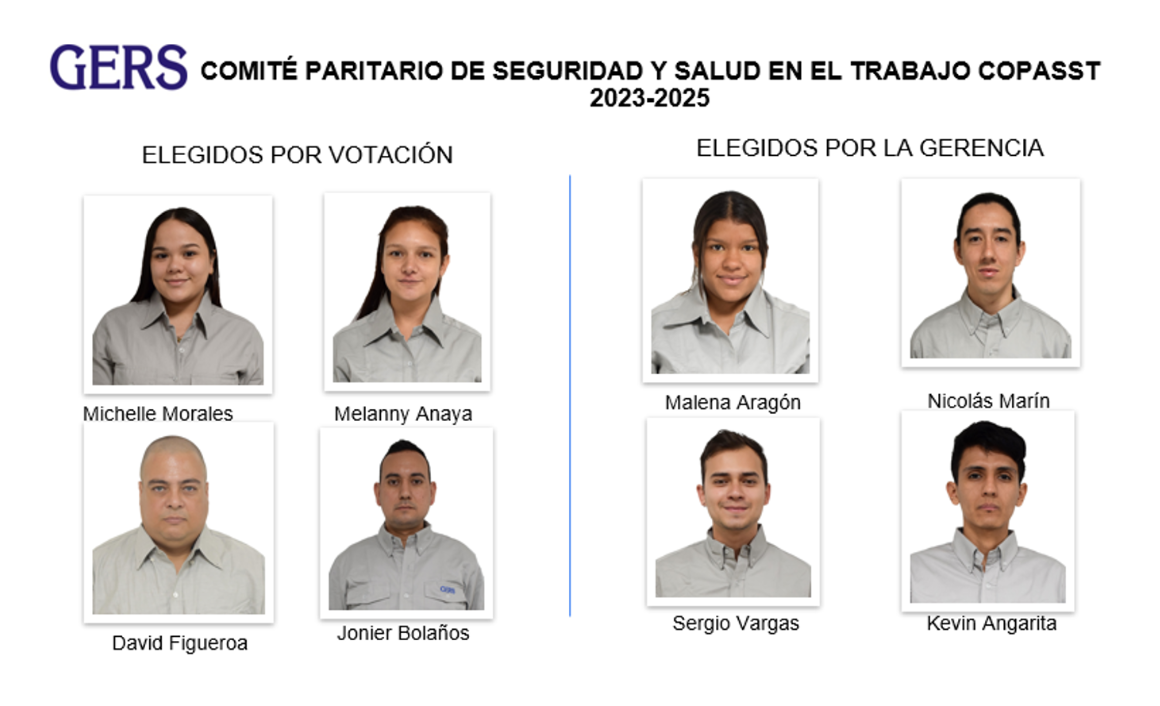 GERS
COMITÉ PARITARIO DE SEGURIDAD Y SALUD EN EL TRABAJO COPASST
2023-2025
ELEGIDOS POR VOTACIÓN
Michelle Morales
Melanny Anaya
David Figueroa
GERS
Jonier Bolaños
ELEGIDOS POR LA GERENCIA
Malena Aragón
Nicolás Marín
Sergio Vargas
Kevin Angarita